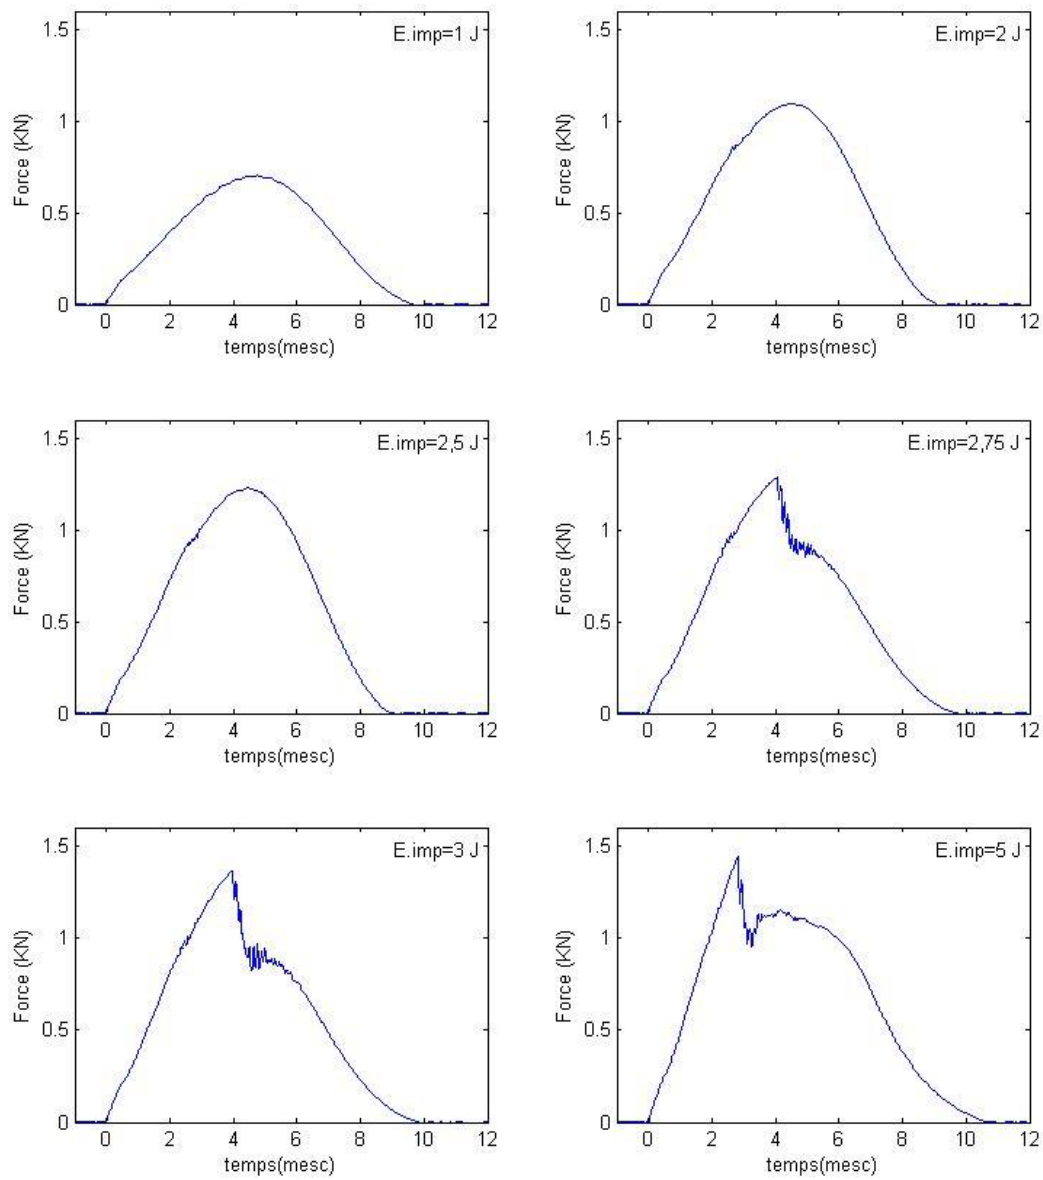 E.imp=1 J
Force (KN)
1.5
1
0.5
0
0 2 4 6 8 10 12
temps(mesc)
E.imp=2 J
Force (KN)
1.5
1
0.5
0
0 2 4 6 8 10 12
temps(mesc)
E.imp=2,5 J
Force (KN)
1.5
1
0.5
0
0 2 4 6 8 10 12
temps(mesc)
E.imp=2,75 J
Force (KN)
1.5
1
0.5
0
0 2 4 6 8 10 12
temps(mesc)
E.imp=3 J
Force (KN)
1.5
1
0.5
0
0 2 4 6 8 10 12
temps(mesc)
E.imp=5 J
Force (KN)
1.5
1
0.5
0
0 2 4 6 8 10 12
temps(mesc)